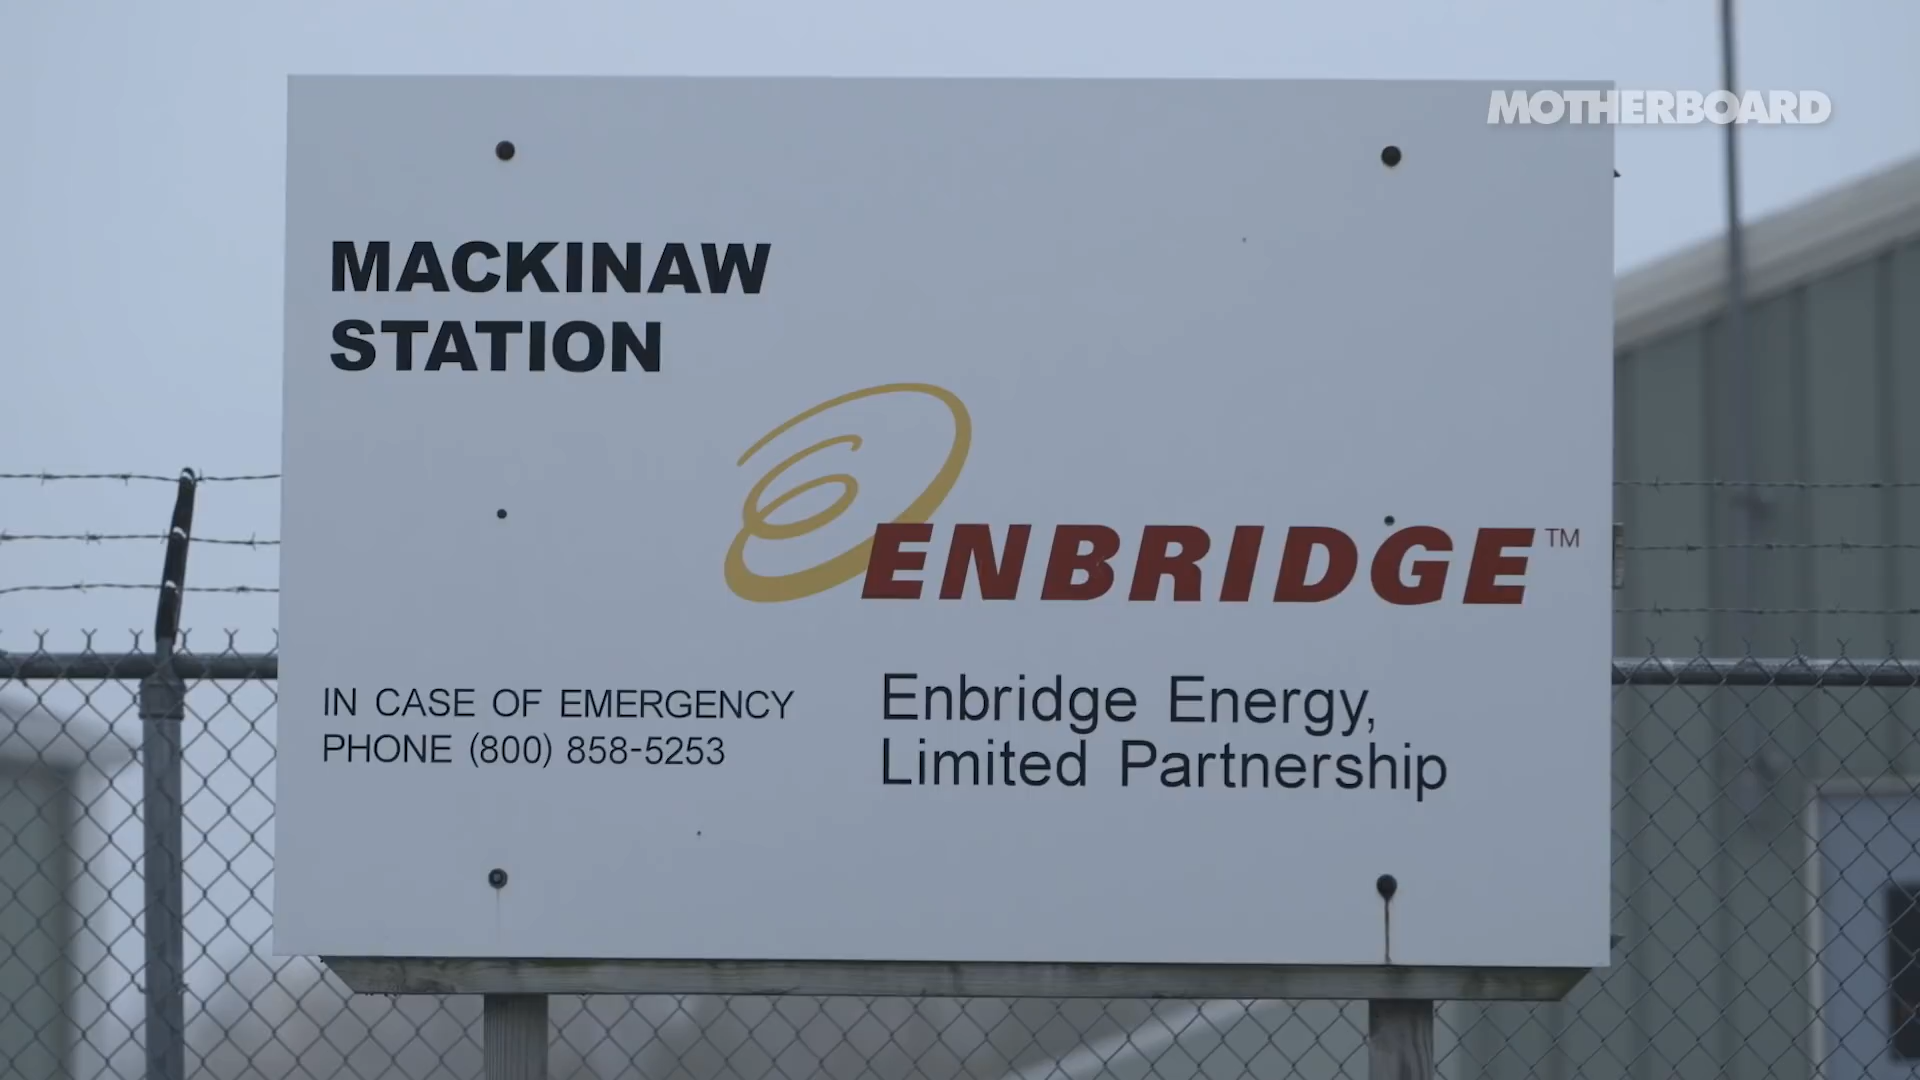 MOTHERBOARD
MACKINAW
STATION
ENBRIDGE™
IN CASE OF EMERGENCY
PHONE (800) 858-5253
Enbridge Energy,
Limited Partnership